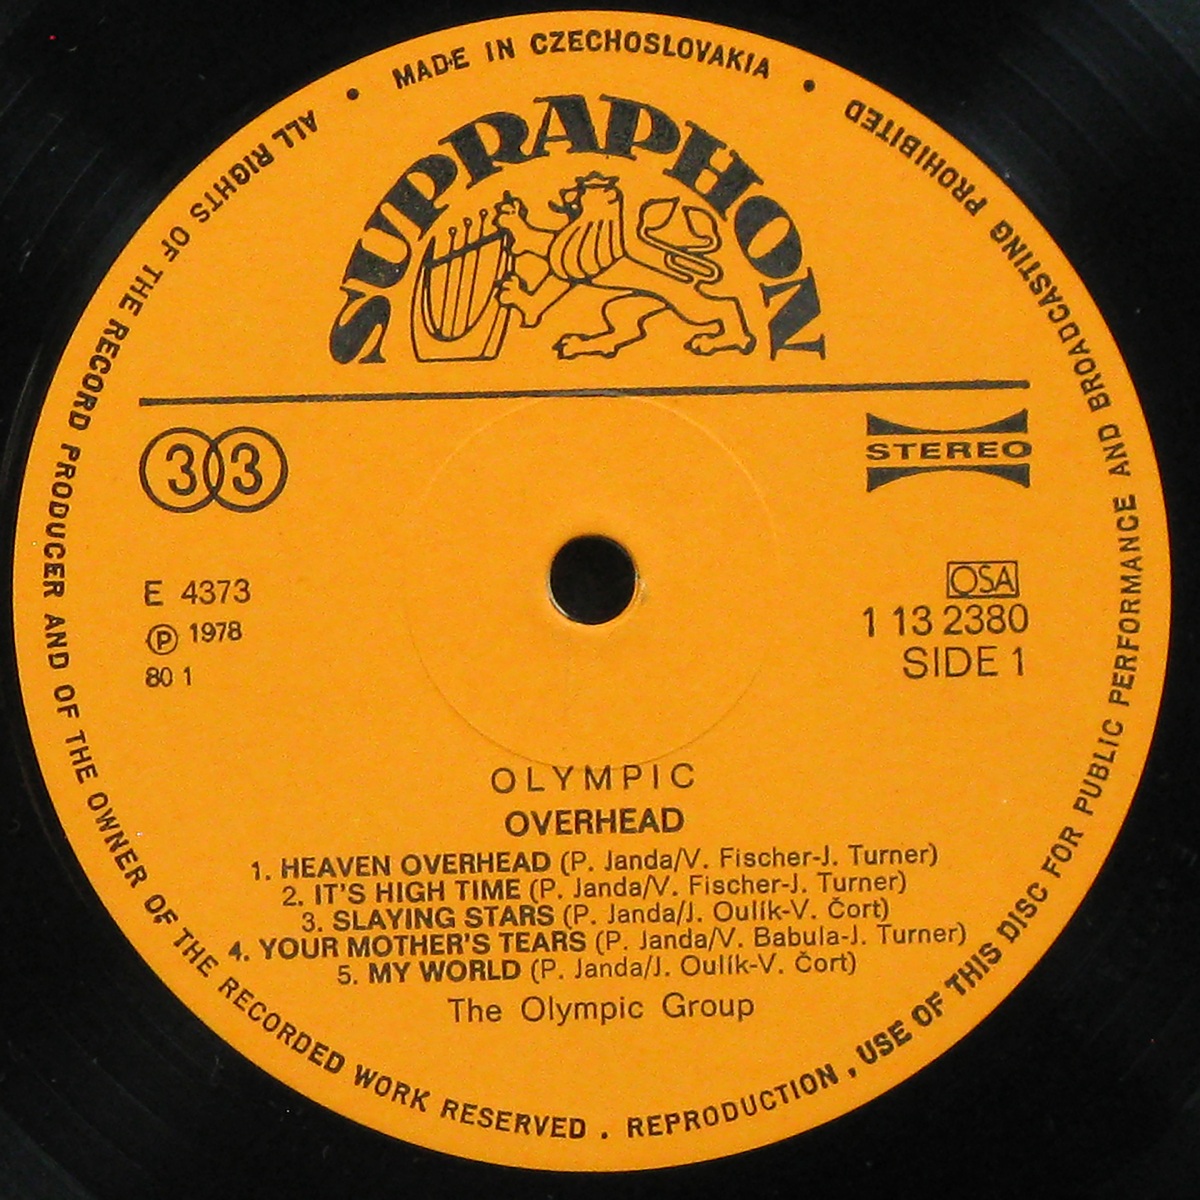 MADE IN CZECHOSLOVAKIA
ALL RIGHTS OF THE RECORD PRODUCER AND OF THE OWNER OF THE RECORDED WORK RESERVED . REPRODUCTION , USE OF THIS DISC FOR PUBLIC PERFORMANCE AND BROADCASTING PROHIBITED
SUPRAPHON
33
STEREO
E 4373
℗ 1978
80 1
OSA
1 13 2380
SIDE 1
OLYMPIC
OVERHEAD
1. HEAVEN OVERHEAD (P. Janda/V. Fischer-J. Turner)
2. IT'S HIGH TIME (P. Janda/V. Fischer-J. Turner)
3. SLAYING STARS (P. Janda/J. Oulík-V. Čort)
4. YOUR MOTHER'S TEARS (P. Janda/V. Babula-J. Turner)
5. MY WORLD (P. Janda/J. Oulík-V. Čort)
The Olympic Group